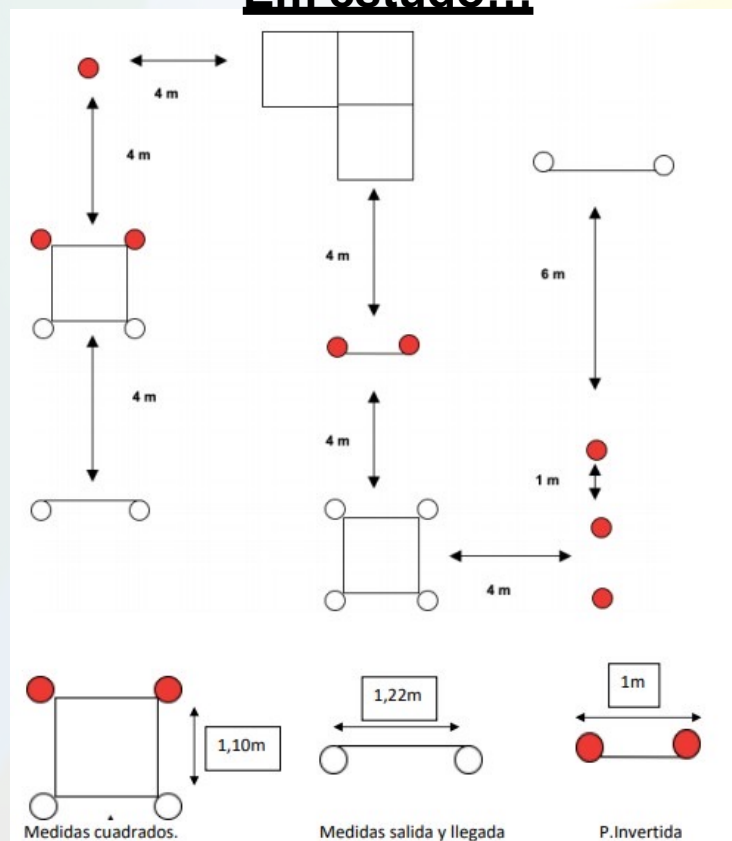 4 m
4 m
4 m
6 m
4 m
4 m
1 m
4 m
1,10m
1,22m
1m
Medidas cuadrados.
Medidas salida y llegada
P.Invertida